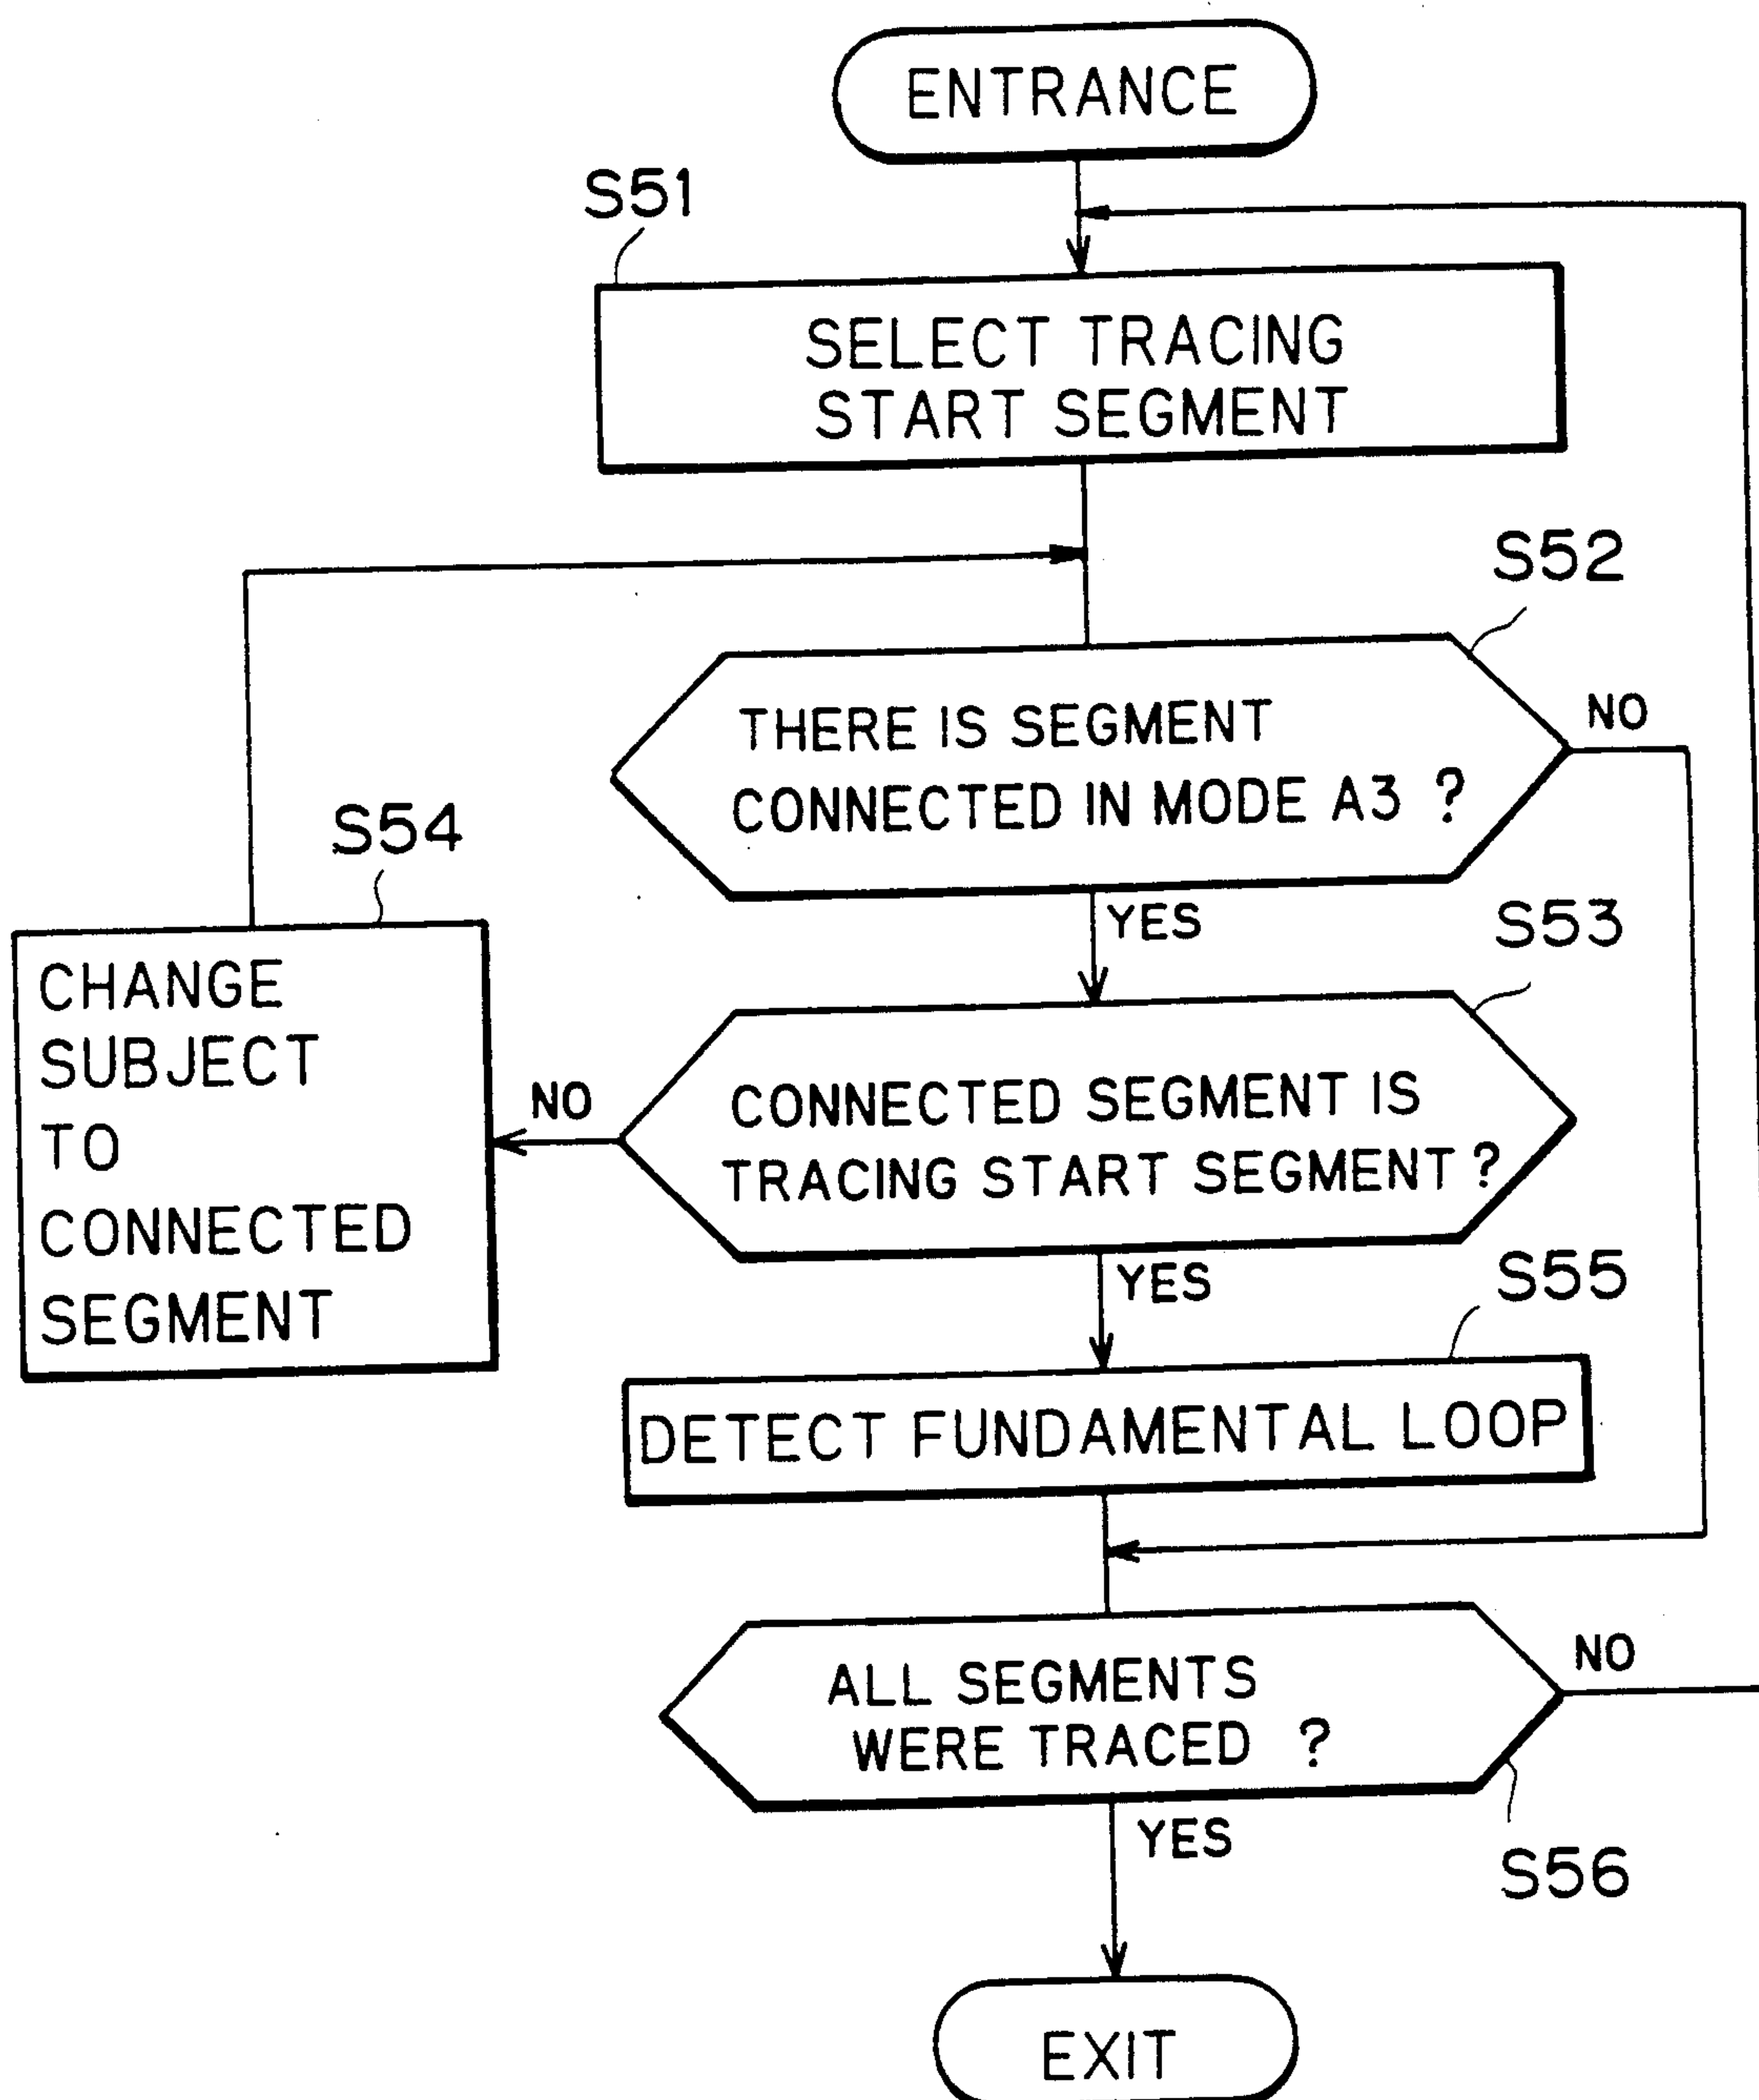 ENTRANCE
S51
SELECT TRACING
START SEGMENT
S52
THERE IS SEGMENT
CONNECTED IN MODE A3 ?
NO
YES
S54
CHANGE
SUBJECT
TO
CONNECTED
SEGMENT
S53
CONNECTED SEGMENT IS
TRACING START SEGMENT ?
NO
YES
S55
DETECT FUNDAMENTAL LOOP
ALL SEGMENTS
WERE TRACED ?
NO
YES
S56
EXIT